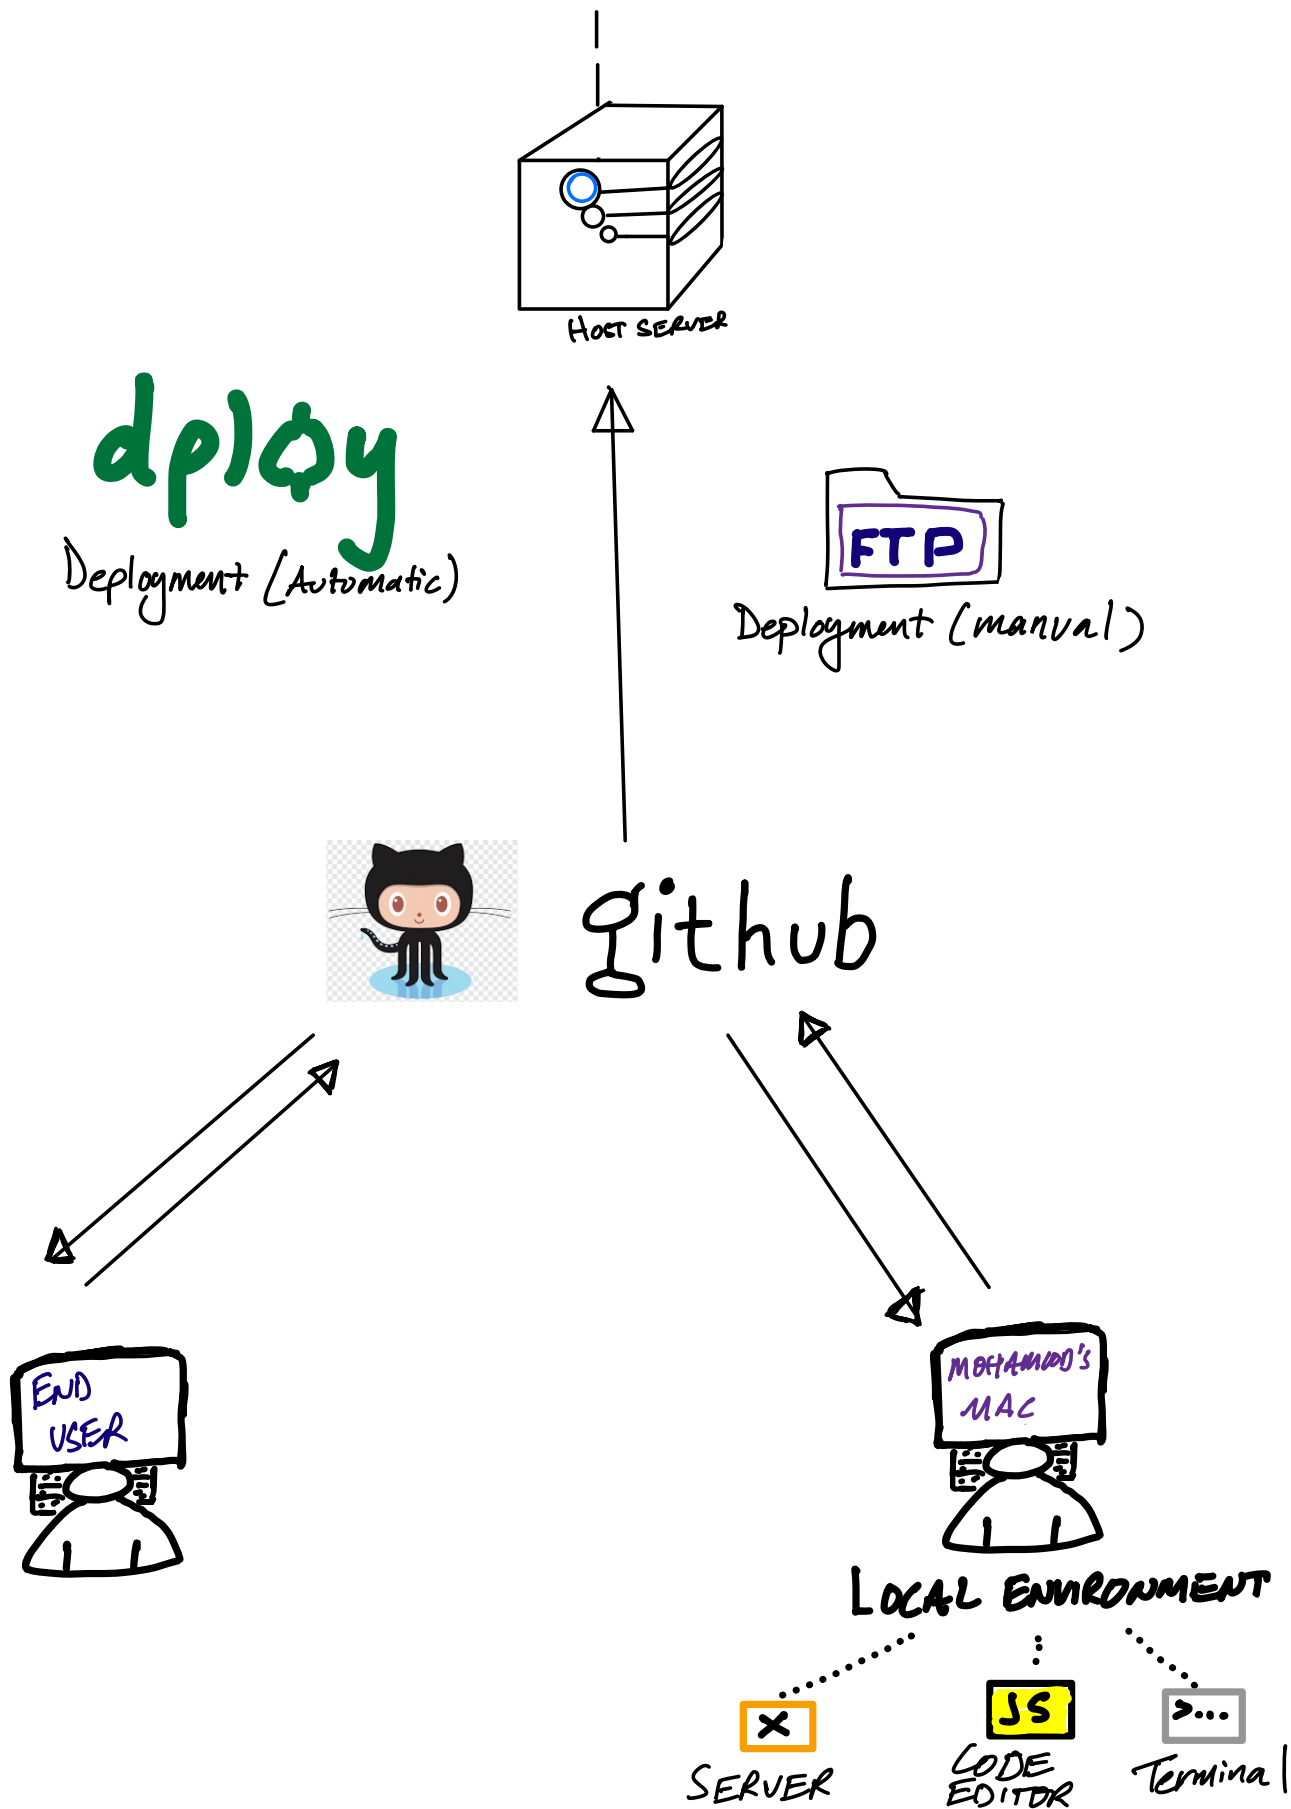 HOST SERVER
dploy
Deployment (Automatic)
FTP
Deployment (manual)
github
END
USER
MOHAMUD'S
MAC
LOCAL ENVIRONMENT
X
SERVER
JS
CODE
EDITOR
>...
Terminal